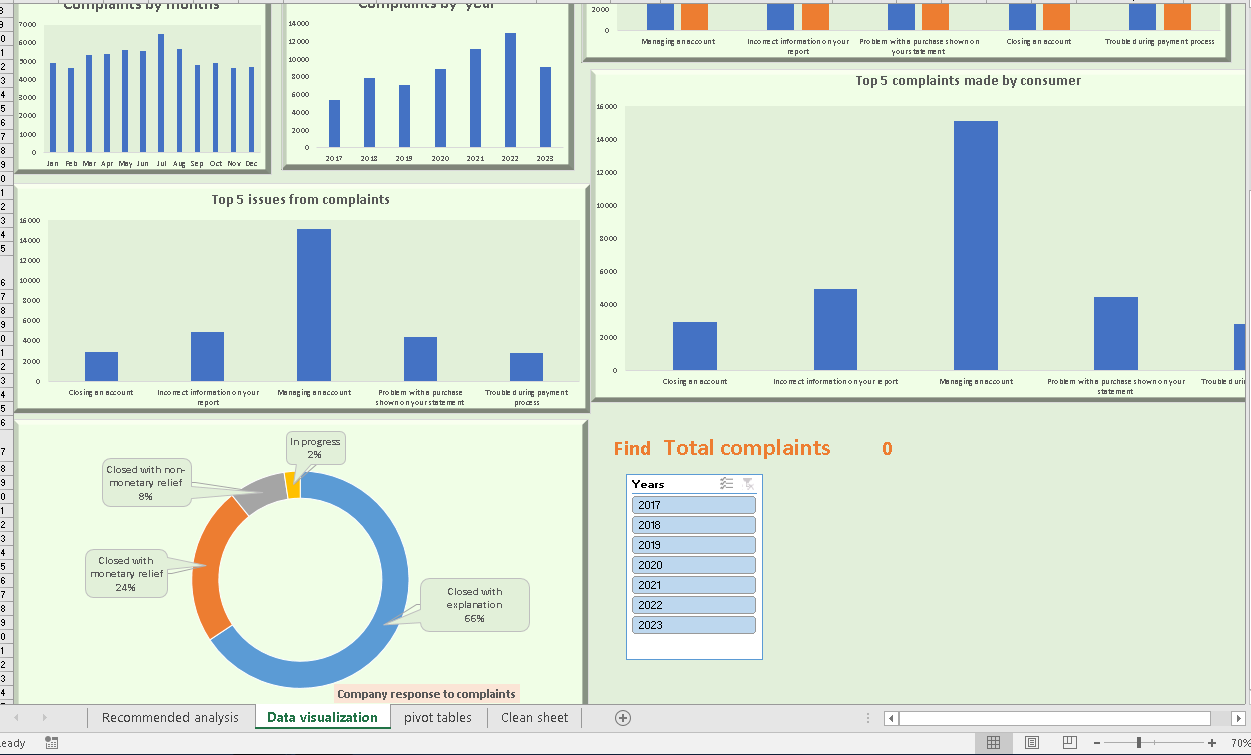 Complaints by months
7000
6000
5000
4000
3000
2000
1000
0
Jan Feb Mar Apr May Jun Jul Aug Sep Oct Nov Dec
Complaints by year
14000
12000
10000
8000
6000
4000
2000
0
2017 2018 2019 2020 2021 2022 2023
2000
0
Managing an account
Incorrect information on your
report
Problem with a purchase shown on
your statement
Closing an account
Trouble during payment process
Top 5 issues from complaints
16000
14000
12000
10000
8000
6000
4000
2000
0
Closing an account
Incorrect information on your
report
Managing an account
Problem with a purchase
shown on your statement
Trouble during payment
process
Top 5 complaints made by consumer
16000
14000
12000
10000
8000
6000
4000
2000
0
Closing an account
Incorrect information on your report
Managing an account
Problem with a purchase shown on your
statement
Trouble
In progress
2%
Closed with non-
monetary relief
8%
Closed with
monetary relief
24%
Closed with
explanation
66%
Company response to complaints
Find Total complaints 0
Years
2017
2018
2019
2020
2021
2022
2023
Recommended analysis Data visualization pivot tables Clean sheet
eady
70%